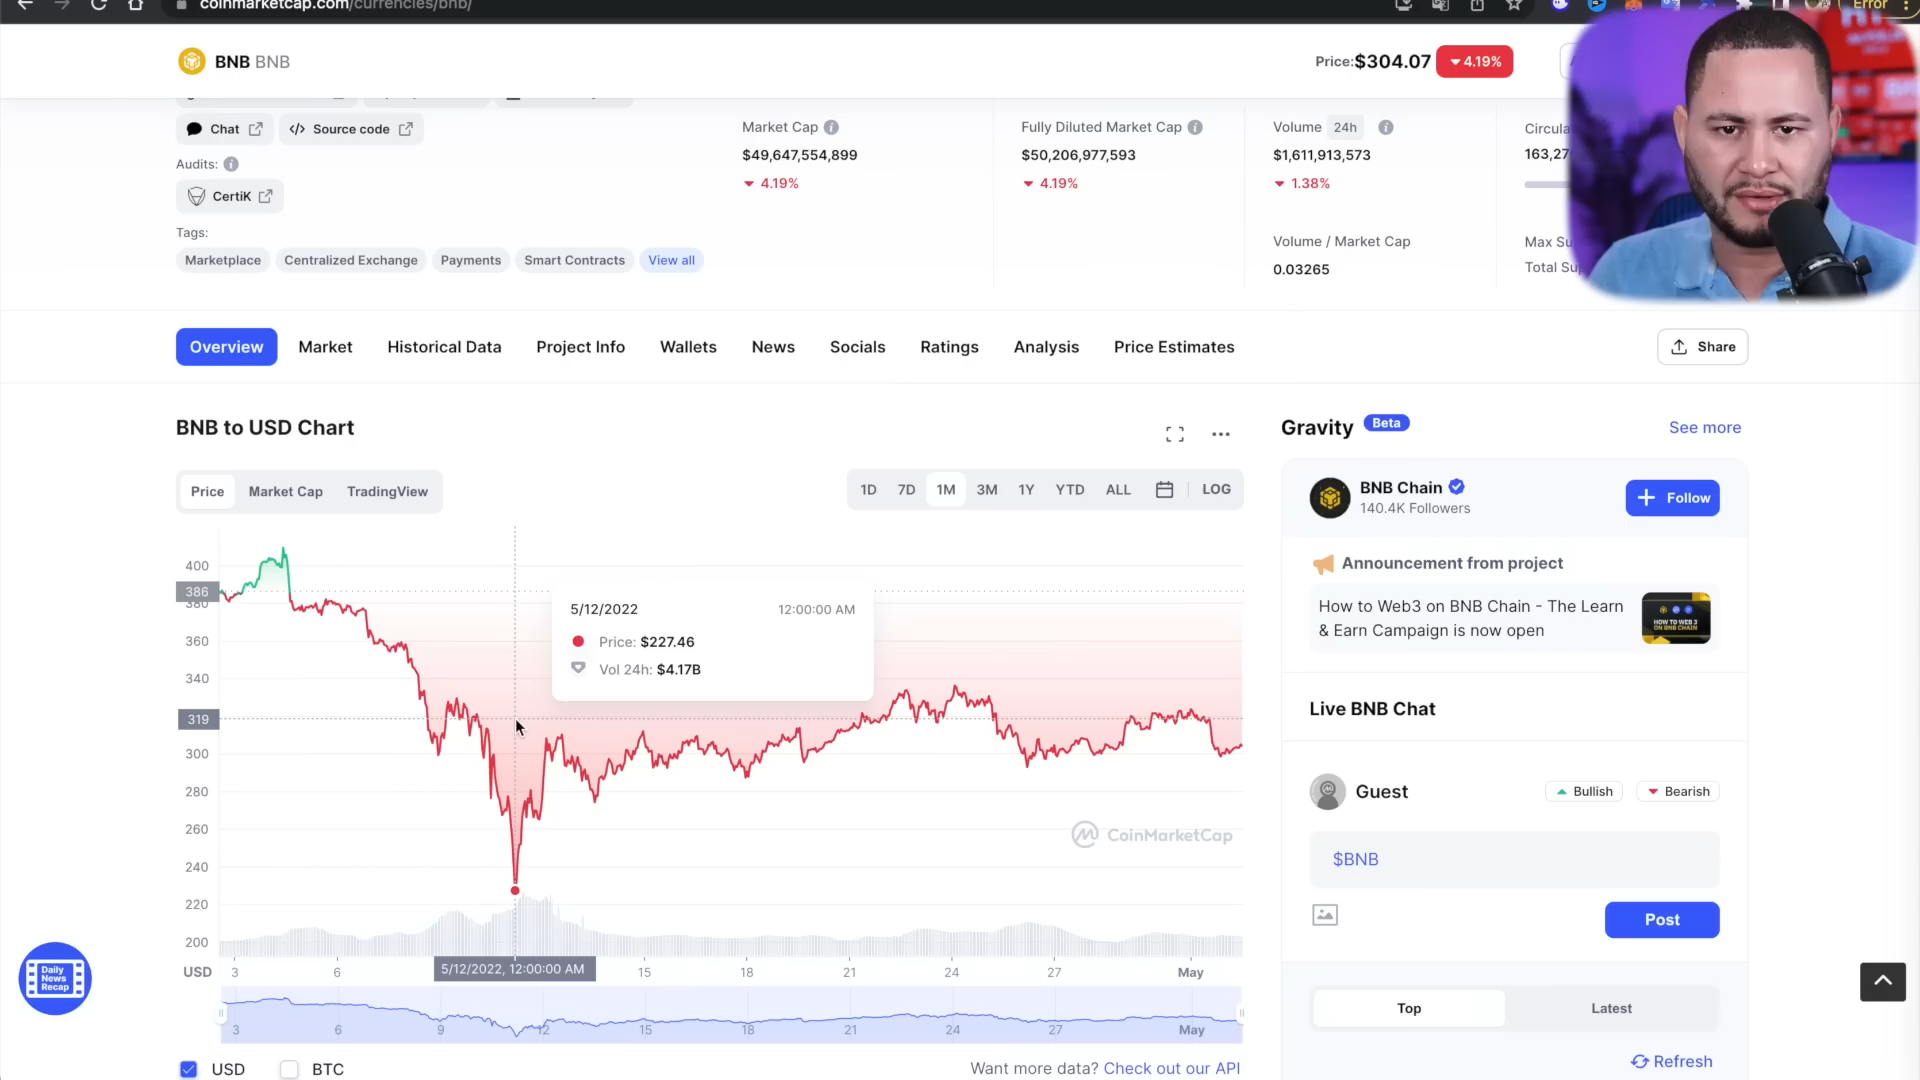 coinmarketcap.com/currencies/bnb/
Error
BNB BNB
Price:$304.07
4.19%
Chat
Source code
Audits:
CertiK
Tags:
Marketplace
Centralized Exchange
Payments
Smart Contracts
View all
Market Cap
$49,647,554,899
4.19%
Fully Diluted Market Cap
$50,206,977,593
4.19%
Volume 24h
$1,611,913,573
1.38%
Volume / Market Cap
0.03265
Overview
Market
Historical Data
Project Info
Wallets
News
Socials
Ratings
Analysis
Price Estimates
Share
BNB to USD Chart
Price
Market Cap
TradingView
1D
7D
1M
3M
1Y
YTD
ALL
LOG
400
386
380
360
340
319
300
280
260
240
220
200
5/12/2022 12:00:00 AM
Price: $227.46
Vol 24h: $4.17B
CoinMarketCap
USD 3 6 5/12/2022, 12:00:00 AM 15 18 21 24 27 May
3 6 9 12 15 18 21 24 27 May
USD
BTC
Want more data? Check out our API
Gravity Beta
See more
BNB Chain
140.4K Followers
Follow
Announcement from project
How to Web3 on BNB Chain - The Learn
& Earn Campaign is now open
HOW TO WEB 3
ON BNB CHAIN
Live BNB Chat
Guest
Bullish
Bearish
$BNB
Post
Top
Latest
Refresh
Daily
News
Recap